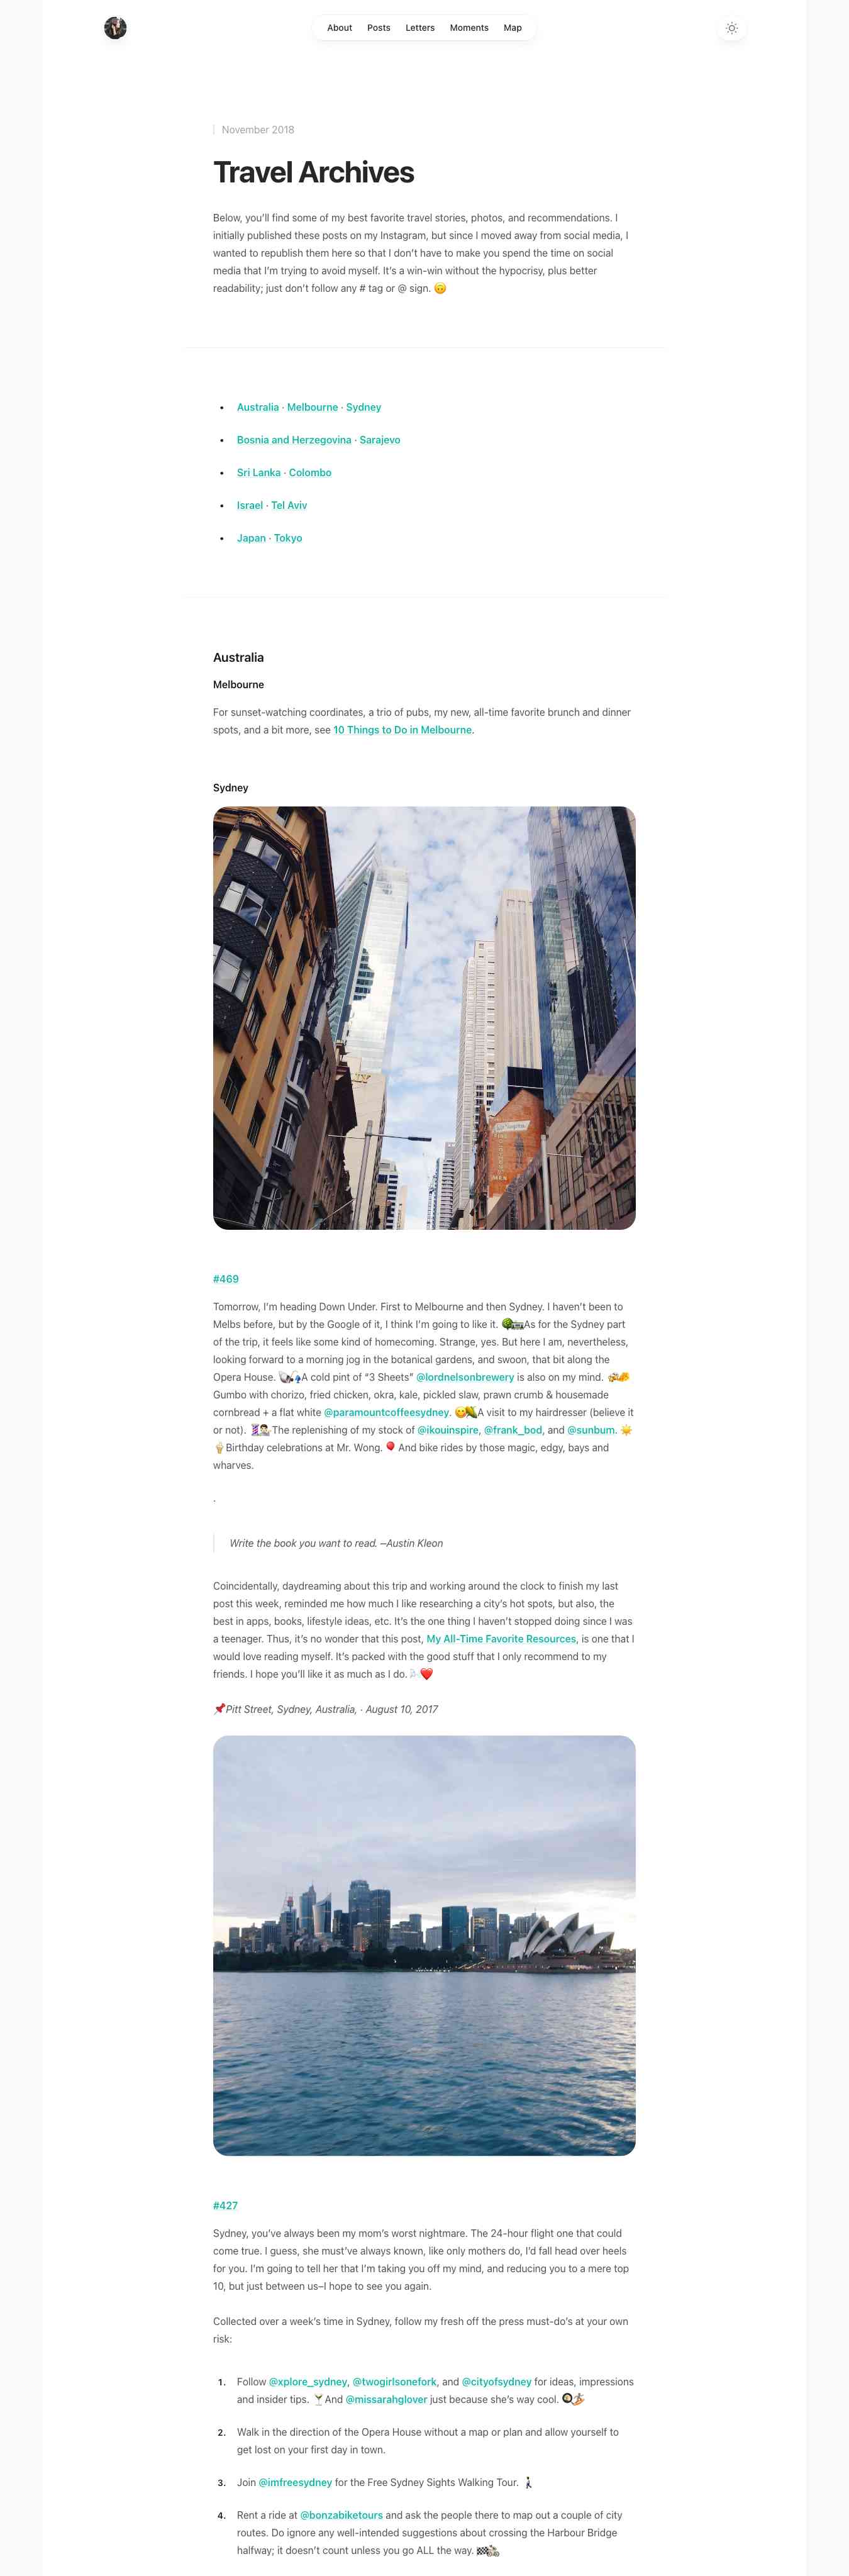 About Posts Letters Moments Map
November 2018
Travel Archives
Below, you’ll find some of my best favorite travel stories, photos, and recommendations. I
initially published these posts on my Instagram, but since I moved away from social media, I
wanted to republish them here so that I don’t have to make you spend the time on social
media that I’m trying to avoid myself. It’s a win-win without the hypocrisy, plus better
readability; just don’t follow any # tag or @ sign. 🙃
• Australia · Melbourne · Sydney
• Bosnia and Herzegovina · Sarajevo
• Sri Lanka · Colombo
• Israel · Tel Aviv
• Japan · Tokyo
Australia
Melbourne
For sunset-watching coordinates, a trio of pubs, my new, all-time favorite brunch and dinner
spots, and a bit more, see 10 Things to Do in Melbourne.
Sydney
#469
Tomorrow, I’m heading Down Under. First to Melbourne and then Sydney. I haven’t been to
Melbs before, but by the Google of it, I think I’m going to like it. As for the Sydney part
of the trip, it feels like some kind of homecoming. Strange, yes. But here I am, nevertheless,
looking forward to a morning jog in the botanical gardens, and swoon, that bit along the
Opera House. A cold pint of “3 Sheets” @lordnelsonbrewery is also on my mind.
Gumbo with chorizo, fried chicken, okra, kale, pickled slaw, prawn crumb & housemade
cornbread + a flat white @paramountcoffeesydney. A visit to my hairdresser (believe it
or not). The replenishing of my stock of @ikouinspire, @frank_bod, and @sunbum.
Birthday celebrations at Mr. Wong. 🎈 And bike rides by those magic, edgy, bays and
wharves.
.
Write the book you want to read. —Austin Kleon
Coincidentally, daydreaming about this trip and working around the clock to finish my last
post this week, reminded me how much I like researching a city’s hot spots, but also, the
best in apps, books, lifestyle ideas, etc. It’s the one thing I haven’t stopped doing since I was
a teenager. Thus, it’s no wonder that this post, My All-Time Favorite Resources, is one that I
would love reading myself. It’s packed with the good stuff that I only recommend to my
friends. I hope you’ll like it as much as I do.
📌Pitt Street, Sydney, Australia, · August 10, 2017
#427
Sydney, you’ve always been my mom’s worst nightmare. The 24-hour flight one that could
come true. I guess, she must’ve always known, like only mothers do, I’d fall head over heels
for you. I’m going to tell her that I’m taking you off my mind, and reducing you to a mere top
10, but just between us–I hope to see you again.
Collected over a week’s time in Sydney, follow my fresh off the press must-do’s at your own
risk:
1. Follow @xplore_sydney, @twogirlsonefork, and @cityofsydney for ideas, impressions
and insider tips. 🍸And @missarahglover just because she’s way cool.
2. Walk in the direction of the Opera House without a map or plan and allow yourself to
get lost on your first day in town.
3. Join @imfreesydney for the Free Sydney Sights Walking Tour.
4. Rent a ride at @bonzabiketours and ask the people there to map out a couple of city
routes. Do ignore any well-intended suggestions about crossing the Harbour Bridge
halfway; it doesn’t count unless you go ALL the way.